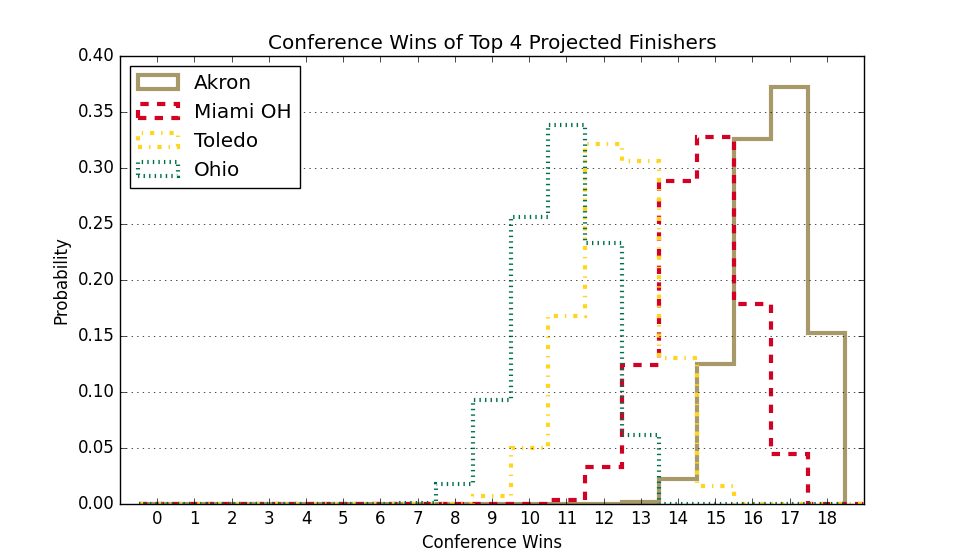 Conference Wins of Top 4 Projected Finishers
Akron
Miami OH
Toledo
Ohio
Probability
0.40
0.35
0.30
0.25
0.20
0.15
0.10
0.05
0.00
0 1 2 3 4 5 6 7 8 9 10 11 12 13 14 15 16 17 18
Conference Wins